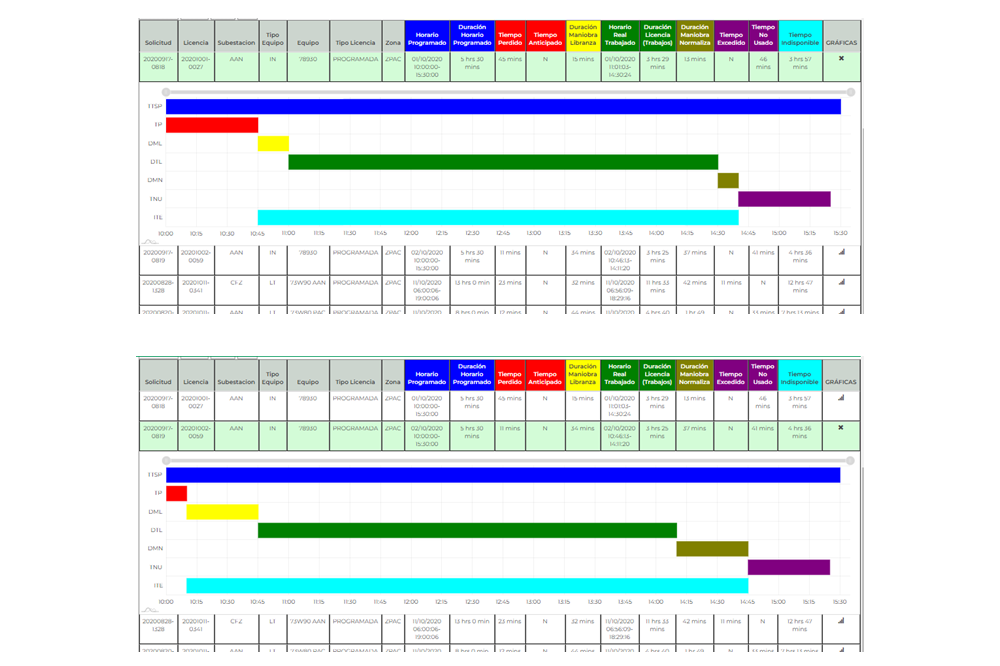 Solicitud Licencia Subestacion Tipo Equipo Equipo Tipo Licencia Zona Horario Programado Duración Horario Programado Tiempo Perdido Tiempo Anticipado Duración Maniobra Libranza Horario Real Trabajado Duración Licencia (Trabajos) Duración Maniobra Normaliza Tiempo Excedido Tiempo No Usado Tiempo Indisponible GRÁFICAS
20200917-0818 20201001-0027 AAN IN 78930 PROGRAMADA ZPAC 01/10/2020 10:00:00-15:30:00 5 hrs 30 mins 45 mins N 15 mins 01/10/2020 11:01:03-14:30:24 3 hrs 29 mins 13 mins N 46 mins 3 hrs 57 mins ✖
TP
DML
DTL
DMN
TNU
10:00 10:15 10:30 10:45 11:00 11:15 11:30 11:45 12:00 12:15 12:30 12:45 13:00 13:15 13:30 13:45 14:00 14:15 14:30 14:45 15:00 15:15 15:30
20200917-0819 20201002-0059 AAN IN 78930 PROGRAMADA ZPAC 02/10/2020 10:00:00-15:30:00 5 hrs 30 mins 11 mins N 34 mins 02/10/2020 10:46:13-14:11:20 3 hrs 25 mins 37 mins N 41 mins 4 hrs 36 mins
20200828-1328 20201011-0341 LT 73W90 AAN PROGRAMADA ZPAC 11/10/2020 06:00:06-19:00:06 13 hrs 0 min 23 mins N 32 mins 11/10/2020 06:56:09-18:29:16 11 hrs 33 mins 42 mins 11 mins N 12 hrs 47 mins
Solicitud Licencia Subestacion Tipo Equipo Equipo Tipo Licencia Zona Horario Programado Duración Horario Programado Tiempo Perdido Tiempo Anticipado Duración Maniobra Libranza Horario Real Trabajado Duración Licencia (Trabajos) Duración Maniobra Normaliza Tiempo Excedido Tiempo No Usado Tiempo Indisponible GRÁFICAS
20200917-0818 20201001-0027 AAN IN 78930 PROGRAMADA ZPAC 01/10/2020 10:00:00-15:30:00 5 hrs 30 mins 45 mins N 15 mins 01/10/2020 11:01:03-14:30:24 3 hrs 29 mins 13 mins N 46 mins 3 hrs 57 mins
20200917-0819 20201002-0059 AAN IN 78930 PROGRAMADA ZPAC 02/10/2020 10:00:00-15:30:00 5 hrs 30 mins 11 mins N 34 mins 02/10/2020 10:46:13-14:11:20 3 hrs 25 mins 37 mins N 41 mins 4 hrs 36 mins ✖
TP
DML
DTL
DMN
TNU
10:00 10:15 10:30 10:45 11:00 11:15 11:30 11:45 12:00 12:15 12:30 12:45 13:00 13:15 13:30 13:45 14:00 14:15 14:30 14:45 15:00 15:15 15:30
20200828-1328 20201011-0341 LT 73W90 AAN PROGRAMADA ZPAC 11/10/2020 06:00:06-19:00:06 13 hrs 0 min 23 mins N 32 mins 11/10/2020 06:56:09-18:29:16 11 hrs 33 mins 42 mins 11 mins N 12 hrs 47 mins